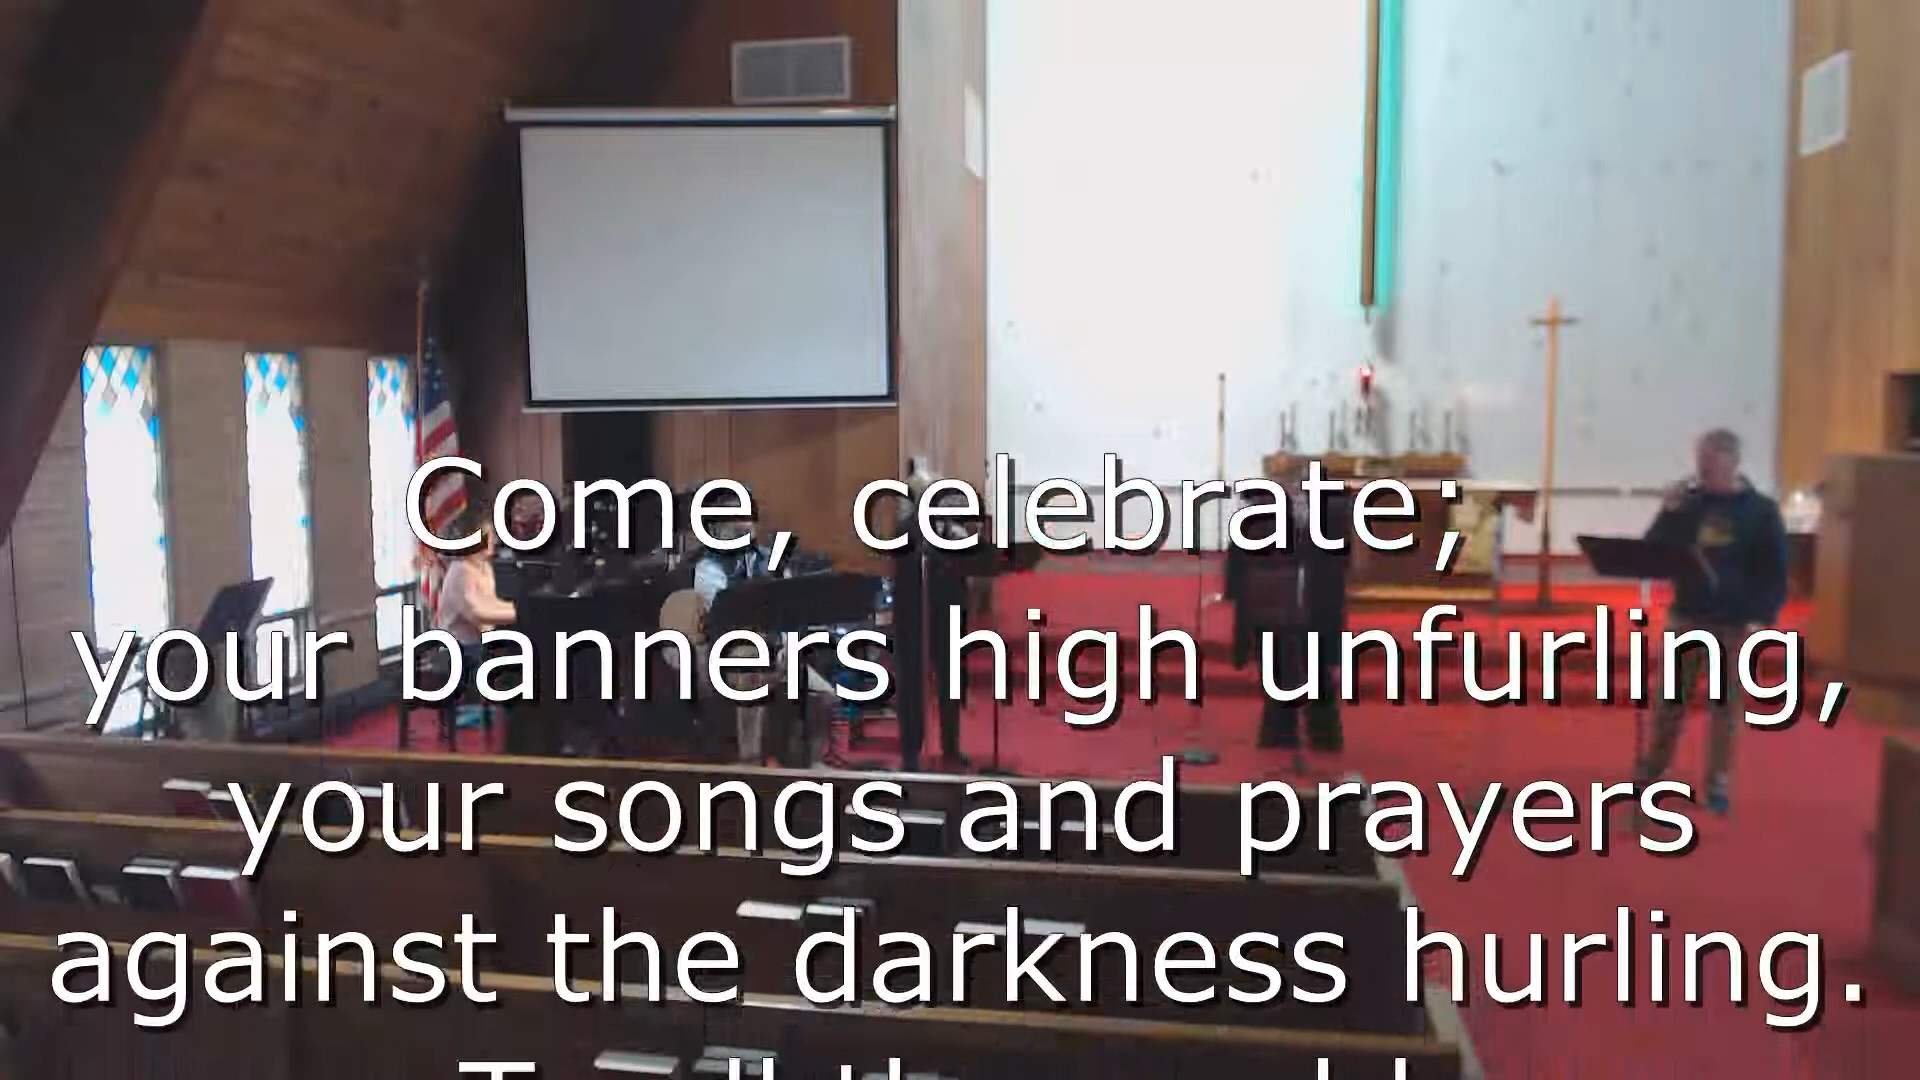 Come, celebrate;
your banners high unfurling,
your songs and prayers
against the darkness hurling.